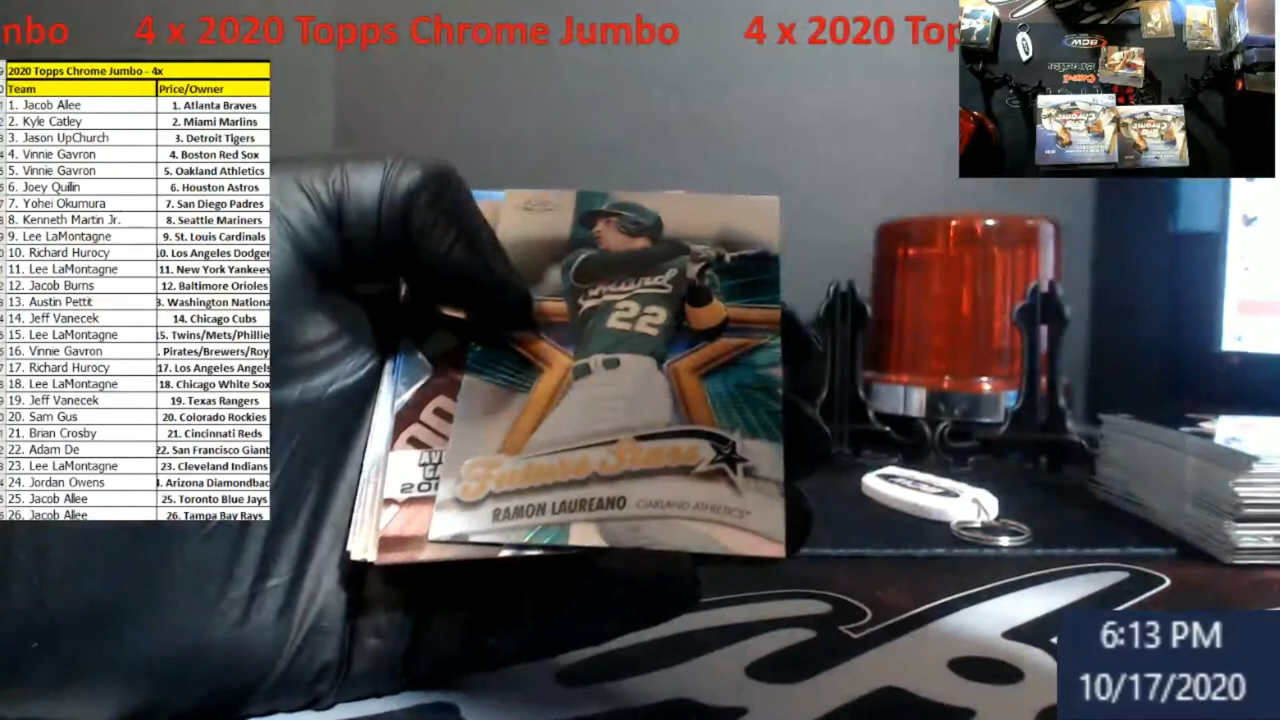 nbo 4 x 2020 Topps Chrome Jumbo 4 x 2020 Top
2020 Topps Chrome Jumbo - 4x
Team Price/Owner
1. Jacob Allee 1. Atlanta Braves
2. Kyle Catley 2. Miami Marlins
3. Jason UpChurch 3. Detroit Tigers
4. Vinnie Gavron 4. Boston Red Sox
5. Vinnie Gavron 5. Oakland Athletics
6. Joey Quilin 6. Houston Astros
7. Yohei Okumura 7. San Diego Padres
8. Kenneth Martin Jr. 8. Seattle Mariners
9. Lee LaMontagne 9. St. Louis Cardinals
10. Richard Hurocy 10. Los Angeles Dodger
11. Lee LaMontagne 11. New York Yankees
12. Jacob Burns 12. Baltimore Orioles
13. Austin Pettit 3. Washington Nationa
14. Jeff Vanecek 14. Chicago Cubs
15. Lee LaMontagne 15. Twins/Mets/Phillie
16. Vinnie Gavron . Pirates/Brewers/Roy
17. Richard Hurocy 17. Los Angeles Angels
18. Lee LaMontagne 18. Chicago White Sox
19. Jeff Vanecek 19. Texas Rangers
20. Sam Gus 20. Colorado Rockies
21. Brian Crosby 21. Cincinnati Reds
22. Adam De 22. San Francisco Giant
23. Lee LaMontagne 23. Cleveland Indians
24. Jordan Owens . Arizona Diamondbac
25. Jacob Allee 25. Toronto Blue Jays
26. Jacob Allee 26. Tampa Bay Rays
Oakland
22
Future Stars
RAMON LAUREANO OAKLAND ATHLETICS™
BCW
Chrome
Chrome
6:13 PM
10/17/2020